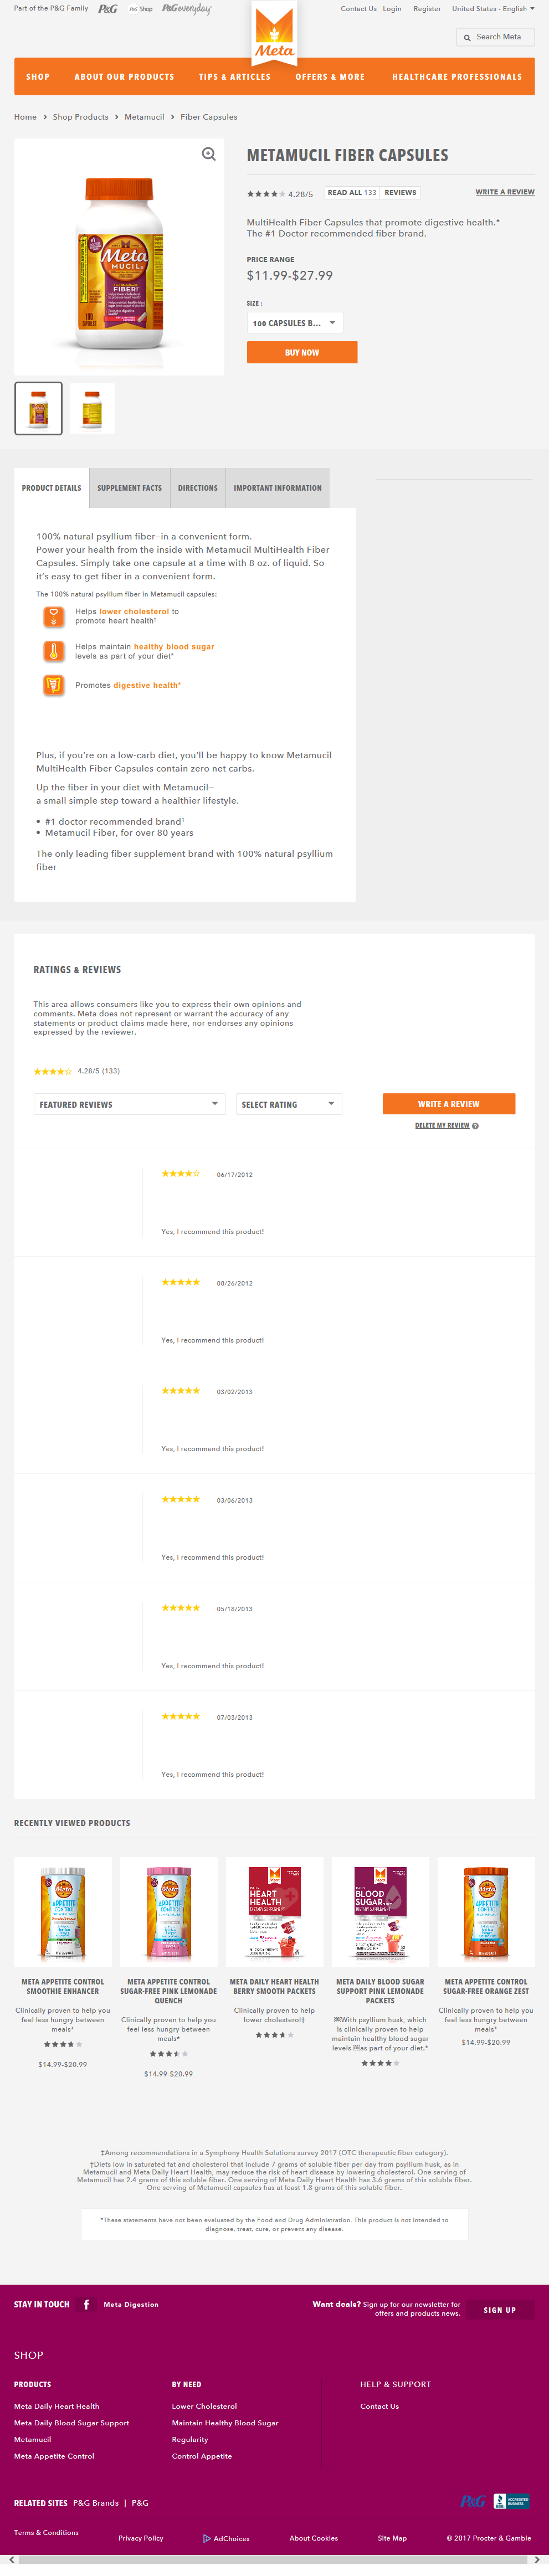 Part of the P&G Family P&G P&G Shop P&G everyday
Contact Us Login Register United States - English
Meta
Search Meta
SHOP ABOUT OUR PRODUCTS TIPS & ARTICLES OFFERS & MORE HEALTHCARE PROFESSIONALS
Home > Shop Products > Metamucil > Fiber Capsules
METAMUCIL FIBER CAPSULES
4.28/5 READ ALL 133 REVIEWS WRITE A REVIEW
MultiHealth Fiber Capsules that promote digestive health.*
The #1 Doctor recommended fiber brand.
PRICE RANGE
$11.99-$27.99
SIZE :
100 CAPSULES B...
BUY NOW
Meta
MUCIL
FIBER!
PRODUCT DETAILS SUPPLEMENT FACTS DIRECTIONS IMPORTANT INFORMATION
100% natural psyllium fiber—in a convenient form.
Power your health from the inside with Metamucil MultiHealth Fiber
Capsules. Simply take one capsule at a time with 8 oz. of liquid. So
it's easy to get fiber in a convenient form.
The 100% natural psyllium fiber in Metamucil capsules:
Helps lower cholesterol to
promote heart health†
Helps maintain healthy blood sugar
levels as part of your diet*
Promotes digestive health*
Plus, if you're on a low-carb diet, you'll be happy to know Metamucil
MultiHealth Fiber Capsules contain zero net carbs.
Up the fiber in your diet with Metamucil—
a small simple step toward a healthier lifestyle.
• #1 doctor recommended brand‡
• Metamucil Fiber, for over 80 years
The only leading fiber supplement brand with 100% natural psyllium
fiber
RATINGS & REVIEWS
This area allows consumers like you to express their own opinions and
comments. Meta does not represent or warrant the accuracy of any
statements or product claims made here, nor endorses any opinions
expressed by the reviewer.
4.28/5 (133)
FEATURED REVIEWS SELECT RATING WRITE A REVIEW
DELETE MY REVIEW ?
06/17/2012
Yes, I recommend this product!
08/26/2012
Yes, I recommend this product!
03/02/2013
Yes, I recommend this product!
03/06/2013
Yes, I recommend this product!
05/18/2013
Yes, I recommend this product!
07/03/2013
Yes, I recommend this product!
RECENTLY VIEWED PRODUCTS
Meta
APPETITE
CONTROL
Meta
APPETITE
CONTROL
HEART
HEALTH
BLOOD
SUGAR
Meta
APPETITE
CONTROL
META APPETITE CONTROL
SMOOTHIE ENHANCER
Clinically proven to help you
feel less hungry between
meals*
$14.99-$20.99
META APPETITE CONTROL
SUGAR-FREE PINK LEMONADE
QUENCH
Clinically proven to help you
feel less hungry between
meals*
$14.99-$20.99
META DAILY HEART HEALTH
BERRY SMOOTH PACKETS
Clinically proven to help
lower cholesterol†
META DAILY BLOOD SUGAR
SUPPORT PINK LEMONADE
PACKETS
With psyllium husk, which
is clinically proven to help
maintain healthy blood sugar
levels as part of your diet.*
META APPETITE CONTROL
SUGAR-FREE ORANGE ZEST
Clinically proven to help you
feel less hungry between
meals*
$14.99-$20.99
‡Among recommendations in a Symphony Health Solutions survey 2017 (OTC therapeutic fiber category).
†Diets low in saturated fat and cholesterol that include 7 grams of soluble fiber per day from psyllium husk, as in
Metamucil and Meta Daily Heart Health, may reduce the risk of heart disease by lowering cholesterol. One serving of
Metamucil has 2.4 grams of this soluble fiber. One serving of Meta Daily Heart Health has 3.6 grams of this soluble fiber.
One serving of Metamucil capsules has at least 1.8 grams of this soluble fiber.
*These statements have not been evaluated by the Food and Drug Administration. This product is not intended to
diagnose, treat, cure, or prevent any disease.
STAY IN TOUCH f Meta Digestion
Want deals? Sign up for our newsletter for
offers and products news.
SIGN UP
SHOP
PRODUCTS
Meta Daily Heart Health
Meta Daily Blood Sugar Support
Metamucil
Meta Appetite Control
BY NEED
Lower Cholesterol
Maintain Healthy Blood Sugar
Regularity
Control Appetite
HELP & SUPPORT
Contact Us
RELATED SITES P&G Brands | P&G
P&G ACCREDITED BUSINESS
Terms & Conditions Privacy Policy AdChoices About Cookies Site Map © 2017 Procter & Gamble